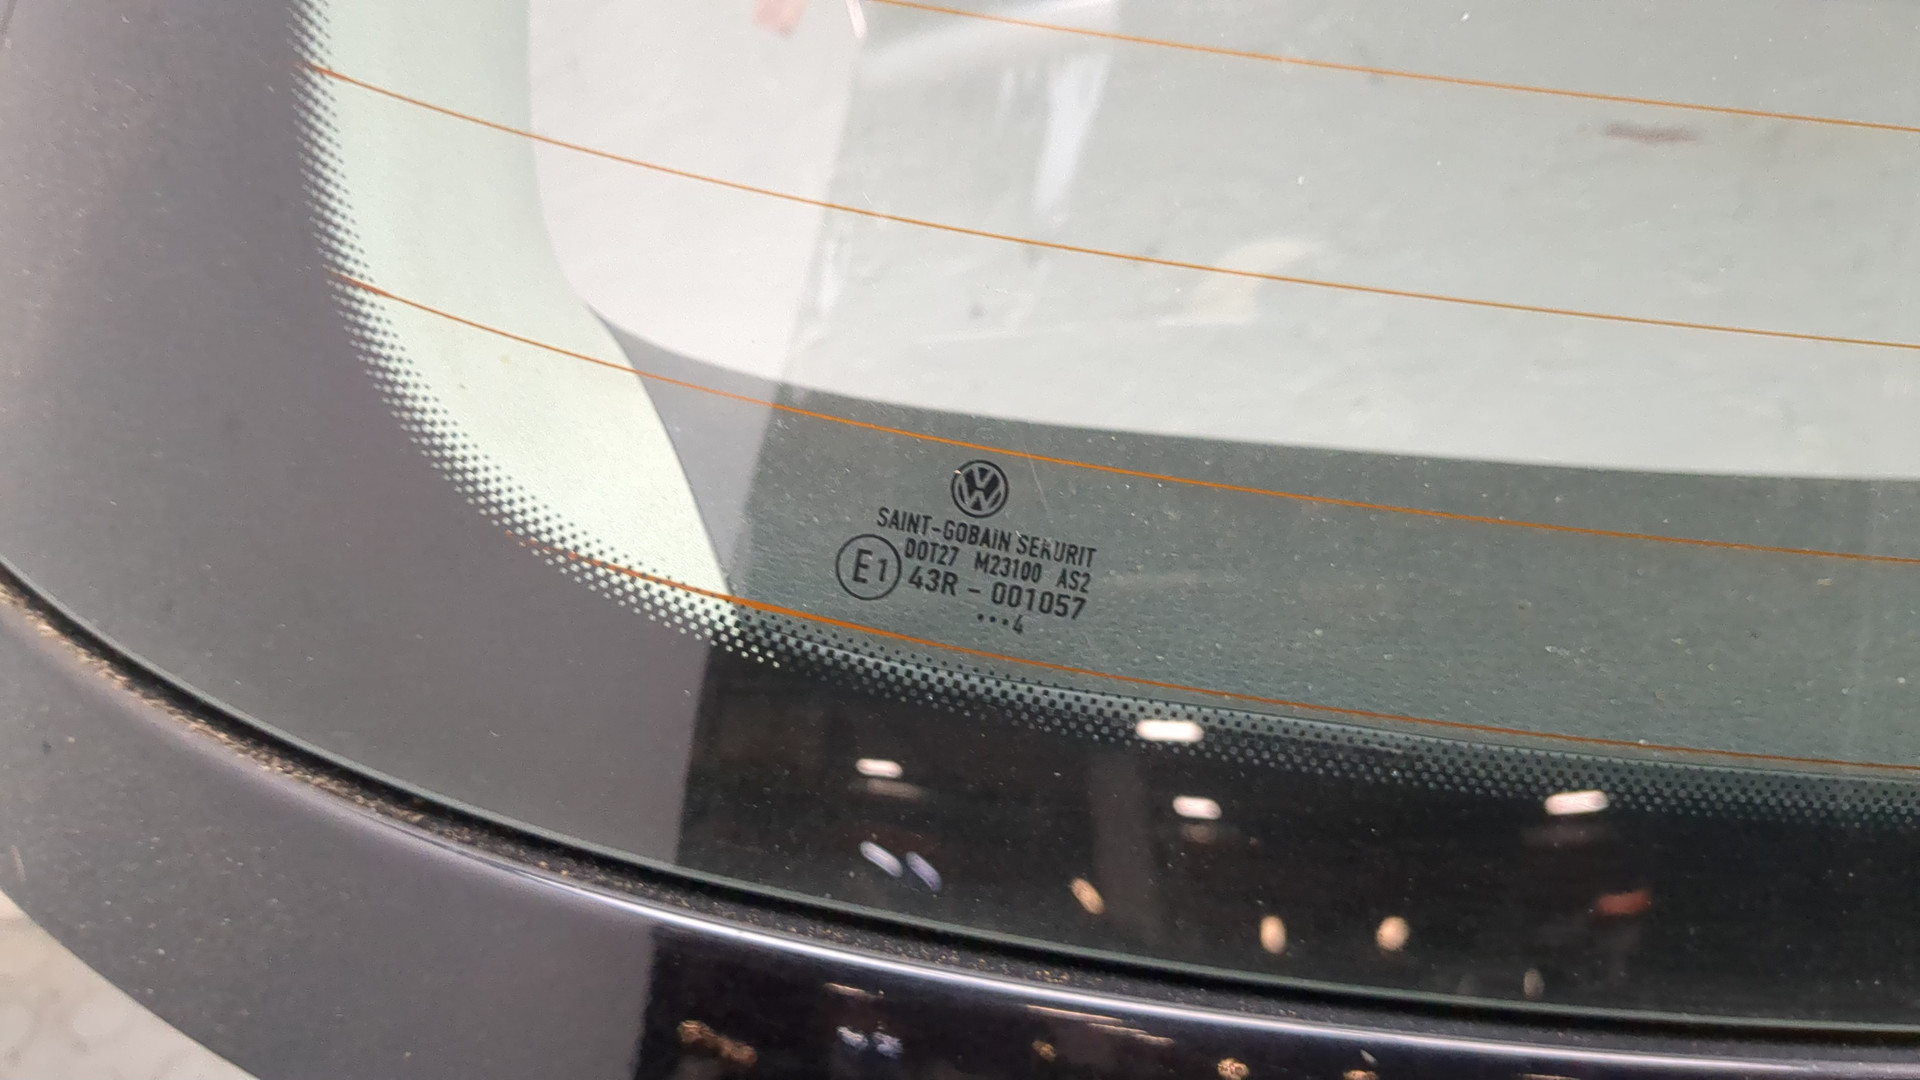 SAINT-GOBAIN SEKURIT
DOT27 M23100 AS2
E1 43R - 001057
•••4